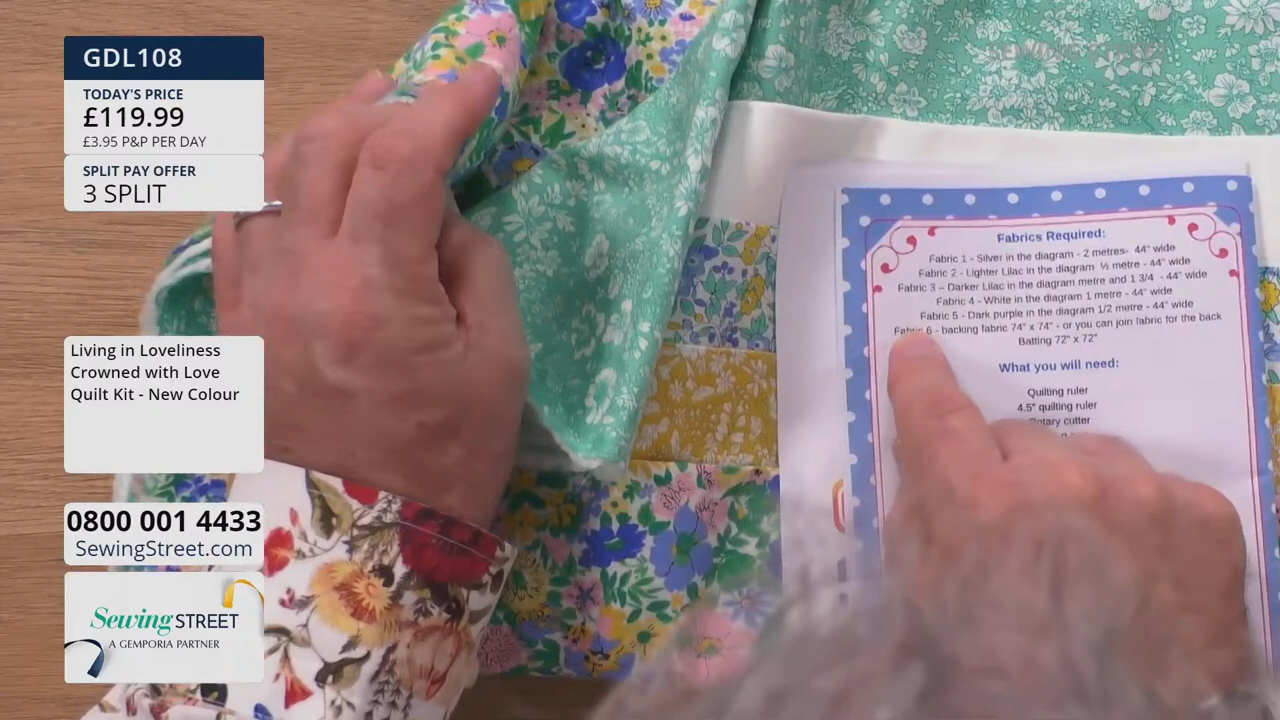 GDL108
TODAY'S PRICE
£119.99
£3.95 P&P PER DAY
SPLIT PAY OFFER
3 SPLIT
Living in Loveliness
Crowned with Love
Quilt Kit - New Colour
0800 001 4433
SewingStreet.com
Sewing STREET
A GEMPORIA PARTNER
Fabrics Required:
Fabric 1 - Silver in the diagram - 2 metres- 44" wide
Fabric 2 - Lighter Lilac in the diagram ½ metre - 44" wide
Fabric 3 – Darker Lilac in the diagram metre and 1 3/4 - 44" wide
Fabric 4 - White in the diagram 1 metre - 44" wide
Fabric 5 - Dark purple in the diagram 1/2 metre - 44" wide
Fabric 6 - backing fabric 74" x 74" - or you can join fabric for the back
Batting 72" x 72"
What you will need:
Quilting ruler
4.5" quilting ruler
Rotary cutter